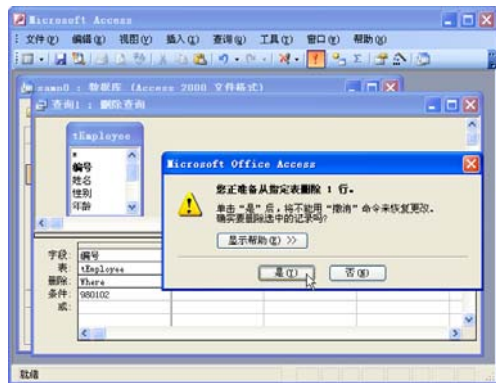 Microsoft Access
文件(F) 编辑(E) 视图(V) 插入(I) 查询(Q) 工具(T) 窗口(W) 帮助(H)
samp0 : 数据库 (Access 2000 文件格式)
查询1 : 删除查询
tEmployee
*
编号
姓名
性别
年龄
Microsoft Office Access
您正准备从指定表删除 1 行。
单击“是”后，将不能用“撤消”命令来恢复更改。
确实要删除选中的记录吗?
显示帮助(E) >>
是(Y) 否(N)
字段: 编号
表: tEmployee
删除: Where
条件: 980102
或:
就绪